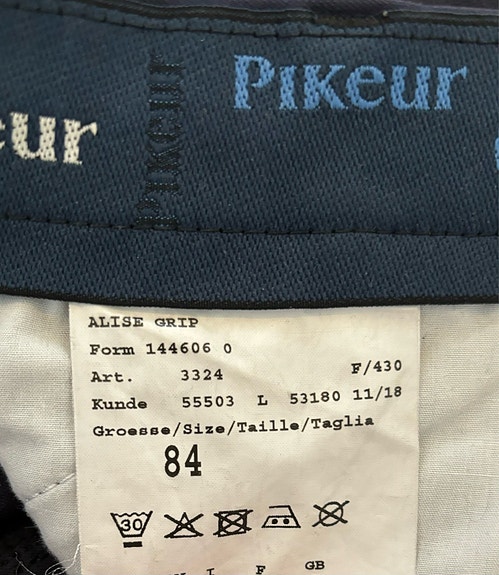 eur Pikeur Pikeur
ALISE GRIP
Form 144606 0
Art. 3324 F/430
Kunde 55503 L 53180 11/18
Groesse/Size/Taille/Taglia
84
30
I F GB